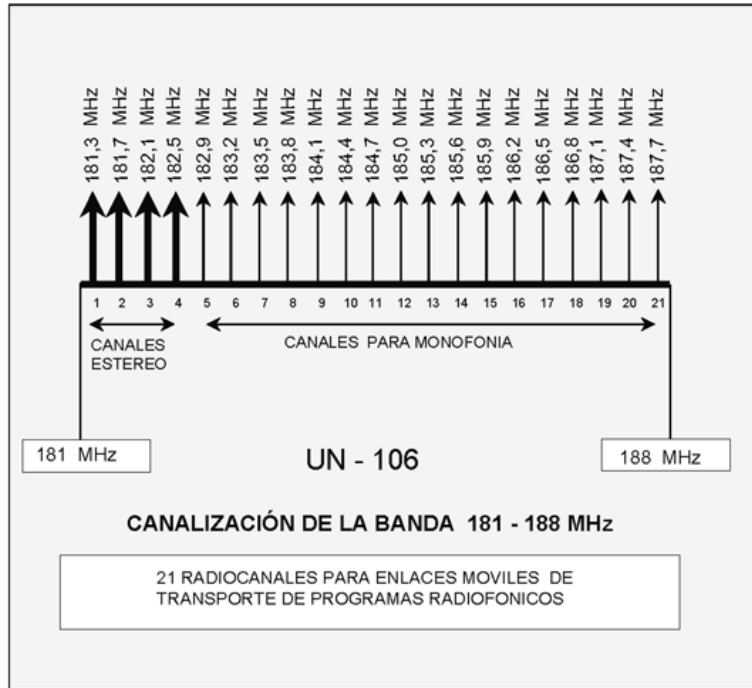 181,3 MHz
181,7 MHz
182,1 MHz
182,5 MHz
182,9 MHz
183,2 MHz
183,5 MHz
183,8 MHz
184,1 MHz
184,4 MHz
184,7 MHz
185,0 MHz
185,3 MHz
185,6 MHz
185,9 MHz
186,2 MHz
186,5 MHz
186,8 MHz
187,1 MHz
187,4 MHz
187,7 MHz
1 2 3 4 5 6 7 8 9 10 11 12 13 14 15 16 17 18 19 20 21
CANALES
ESTEREO
CANALES PARA MONOFONIA
181 MHz
UN - 106
188 MHz
CANALIZACIÓN DE LA BANDA 181 - 188 MHz
21 RADIOCANALES PARA ENLACES MOVILES DE
TRANSPORTE DE PROGRAMAS RADIOFONICOS